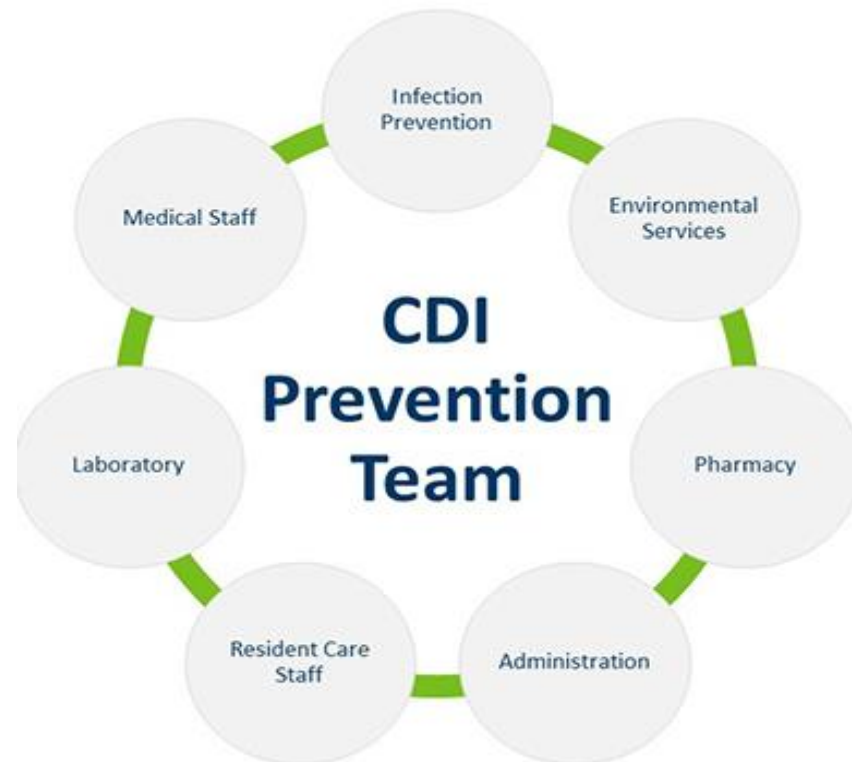 Infection
Prevention
Environmental
Services
Pharmacy
Administration
Resident Care
Staff
Laboratory
Medical Staff
CDI
Prevention
Team